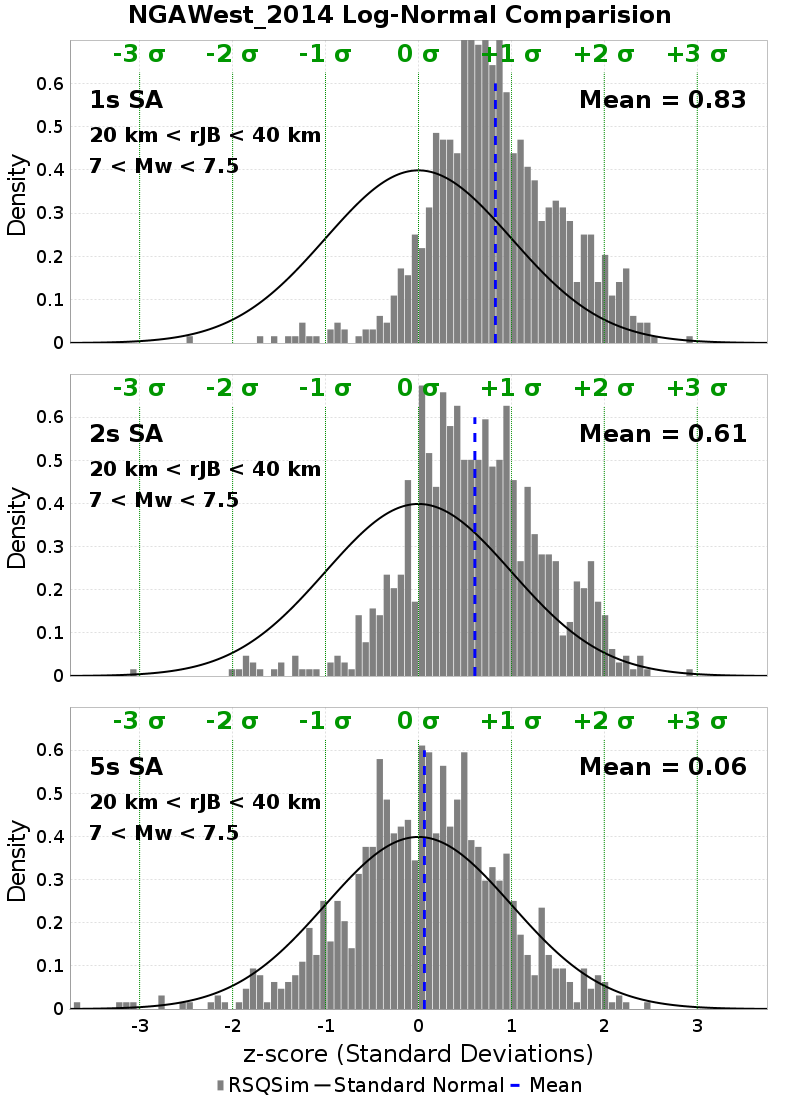 NGAWest_2014 Log-Normal Comparision
-3 σ -2 σ -1 σ 0 σ +1 σ +2 σ +3 σ
1s SA
Mean = 0.83
20 km < rJB < 40 km
7 < Mw < 7.5
Density
0.6
0.5
0.4
0.3
0.2
0.1
0
-3 σ -2 σ -1 σ 0 σ +1 σ +2 σ +3 σ
2s SA
Mean = 0.61
20 km < rJB < 40 km
7 < Mw < 7.5
Density
0.6
0.5
0.4
0.3
0.2
0.1
0
-3 σ -2 σ -1 σ 0 σ +1 σ +2 σ +3 σ
5s SA
Mean = 0.06
20 km < rJB < 40 km
7 < Mw < 7.5
Density
0.6
0.5
0.4
0.3
0.2
0.1
0
-3 -2 -1 0 1 2 3
z-score (Standard Deviations)
RSQSim Standard Normal Mean